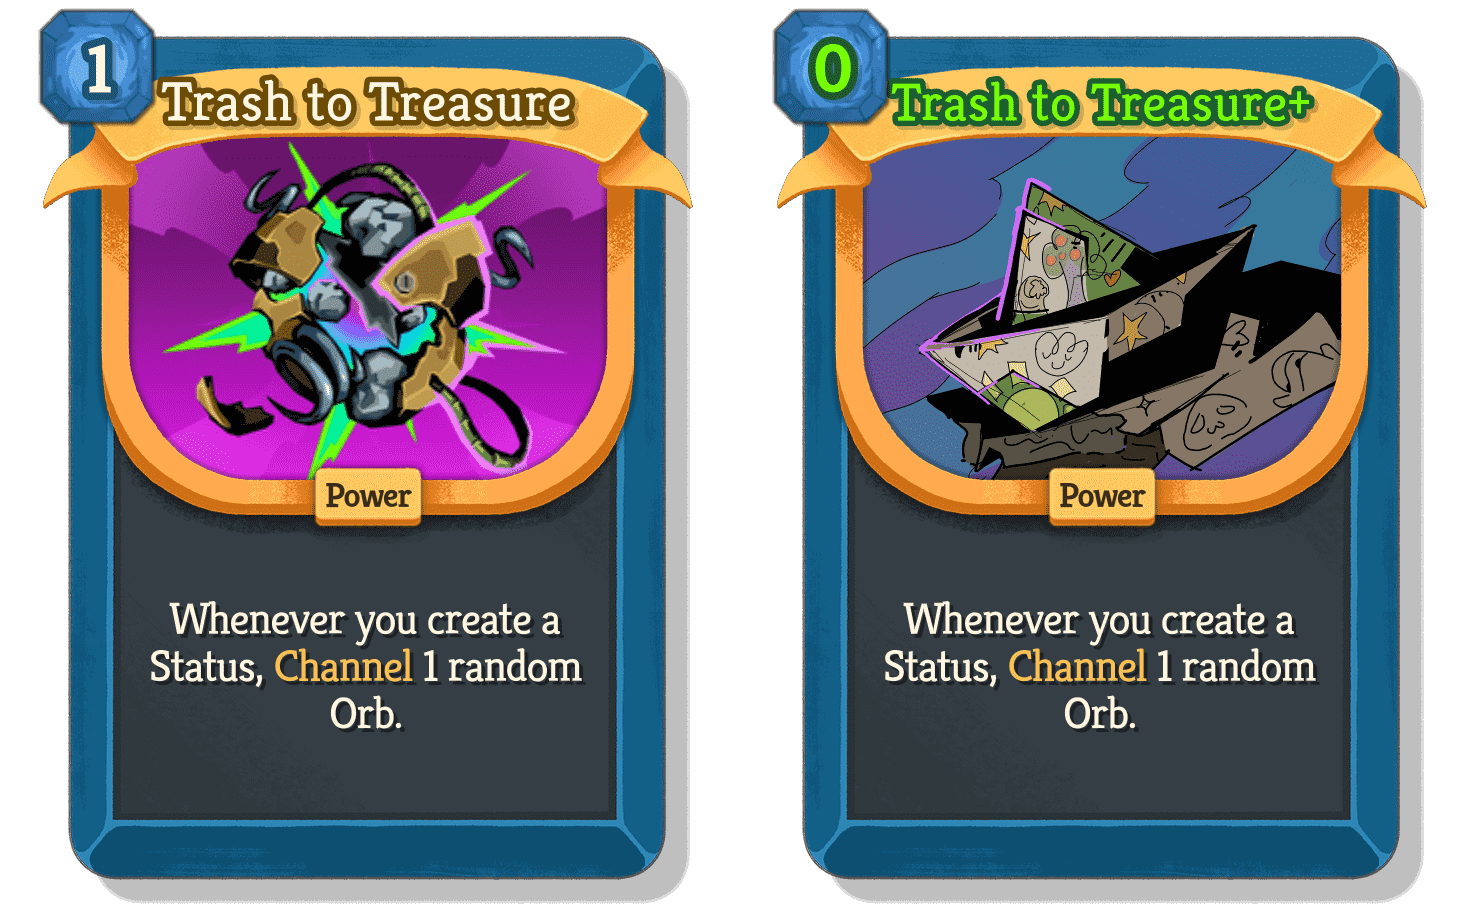 1
Trash to Treasure
Power
Whenever you create a
Status, Channel 1 random
Orb.
0
Trash to Treasure+
Power
Whenever you create a
Status, Channel 1 random
Orb.